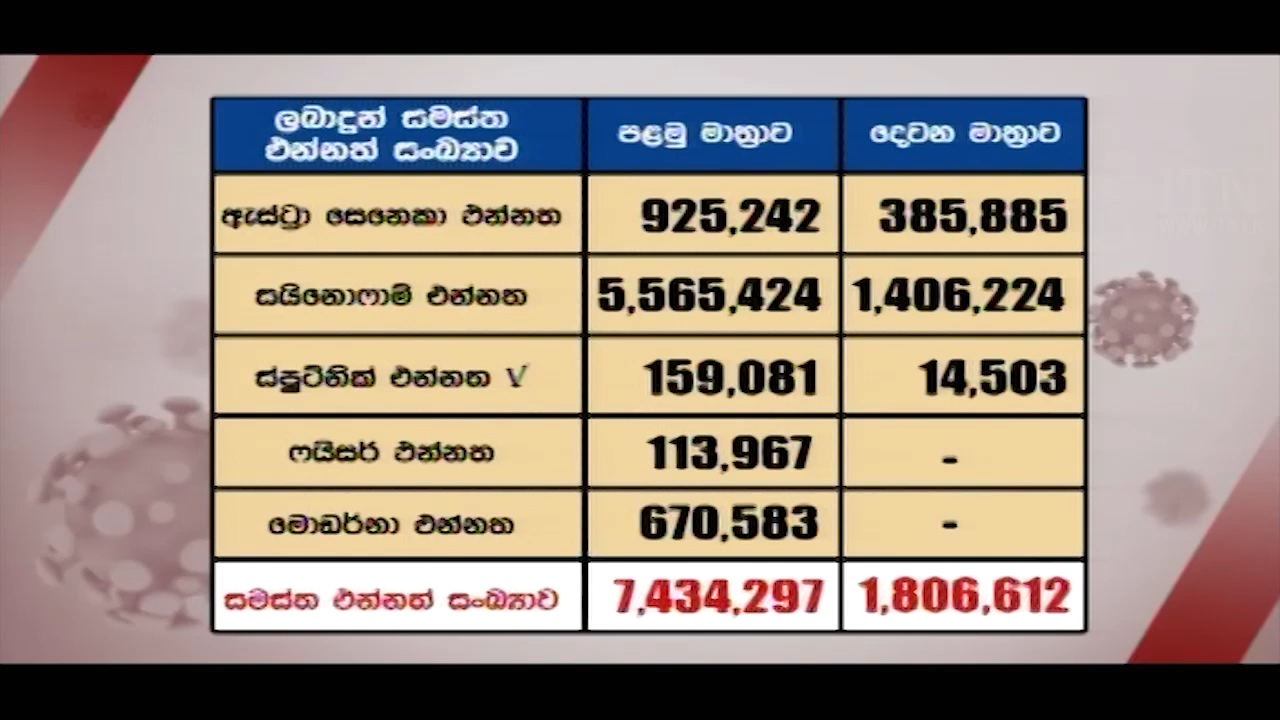 ලබාදුන් සමස්ත
එන්නත් සංඛ්‍යාව
පළමු මාත්‍රාව
දෙවන මාත්‍රාව
ඇස්ට්‍රා සෙනෙකා එන්නත
925,242
385,885
සයිනොෆාම් එන්නත
5,565,424
1,406,224
ස්පුට්නික් එන්නත V
159,081
14,503
ෆයිසර් එන්නත
113,967
-
මොඩර්නා එන්නත
670,583
-
සමස්ත එන්නත් සංඛ්‍යාව
7,434,297
1,806,612
ITN